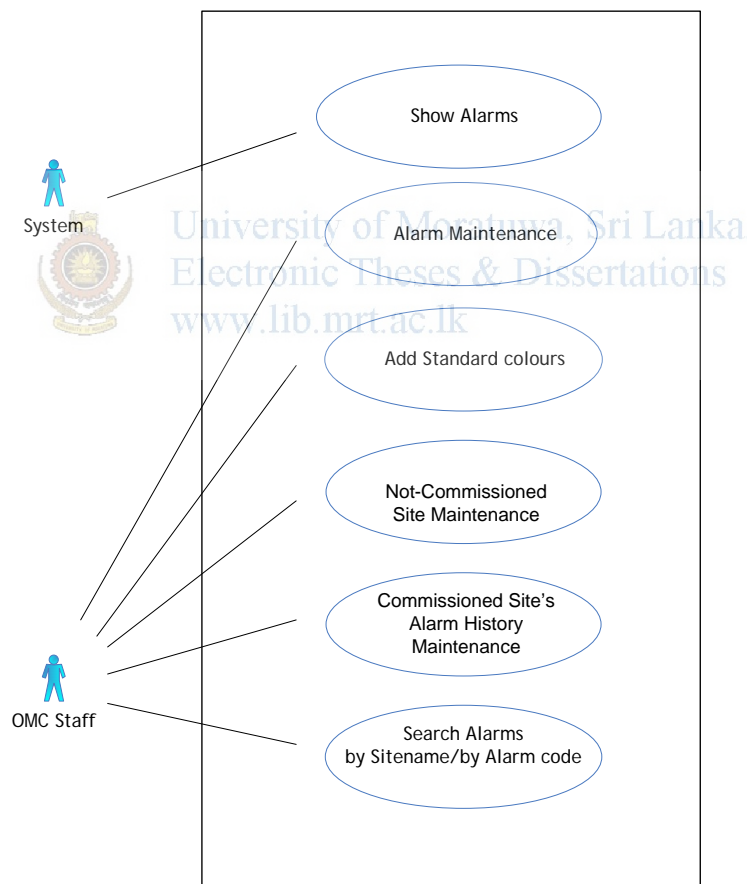 Show Alarms
System
University of Moratuwa, Sri Lanka
Alarm Maintenance
Electronic Theses & Dissertations
www.lib.mrt.ac.lk
Add Standard colours
Not-Commissioned
Site Maintenance
Commissioned Site's
Alarm History
Maintenance
OMC Staff
Search Alarms
by Sitename/by Alarm code